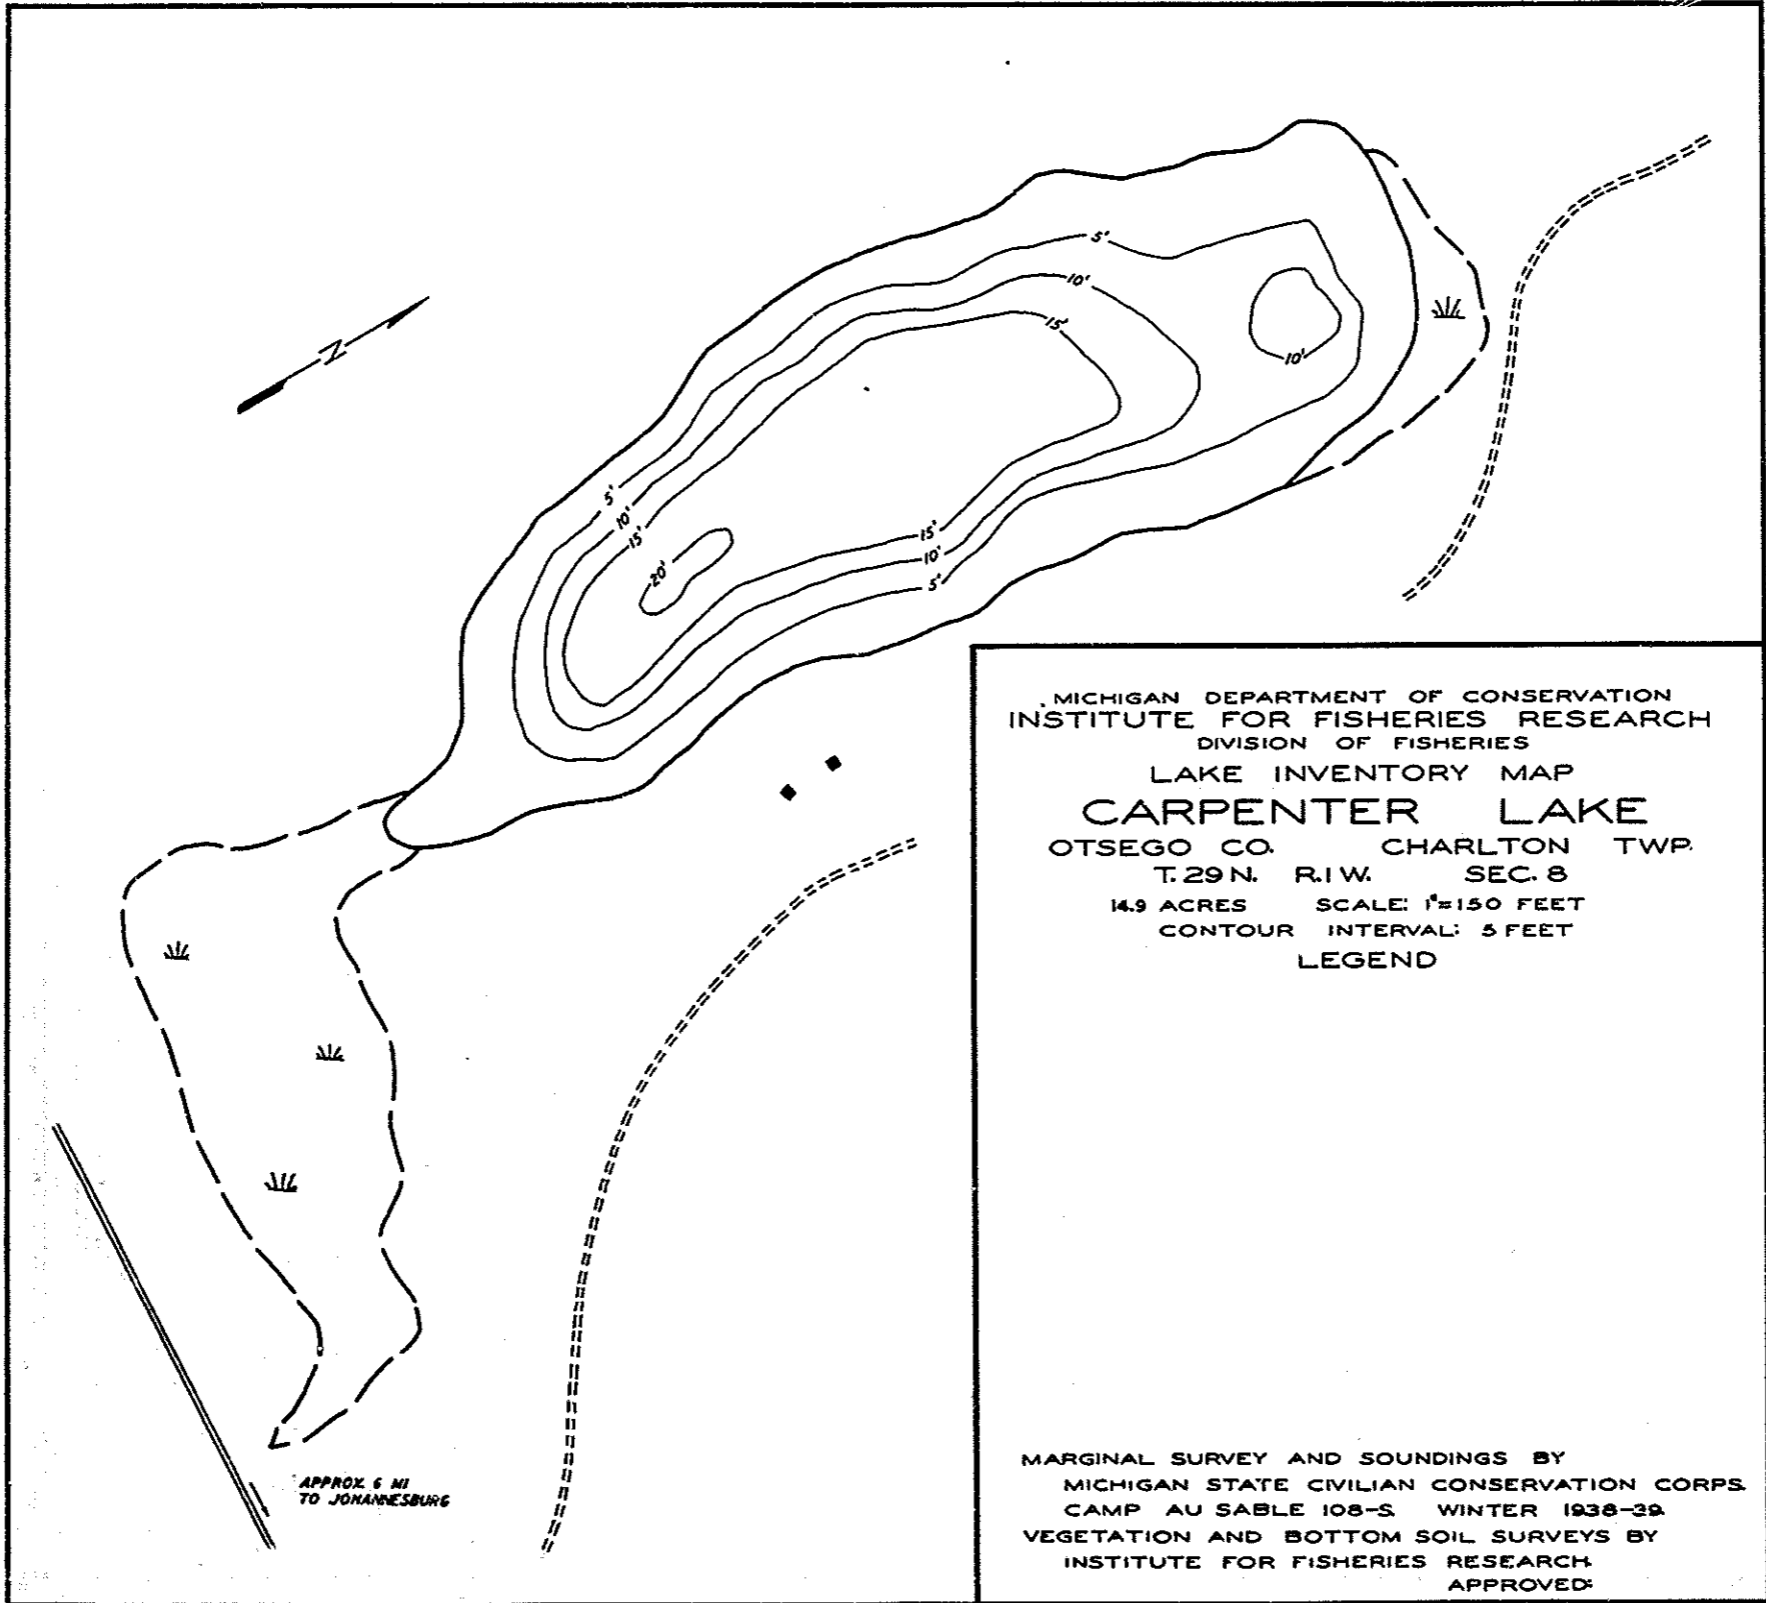 5'
10'
15'
10'
N
5'
10'
15'
20'
15'
10'
5'
MICHIGAN DEPARTMENT OF CONSERVATION
INSTITUTE FOR FISHERIES RESEARCH
DIVISION OF FISHERIES
LAKE INVENTORY MAP
CARPENTER LAKE
OTSEGO CO. CHARLTON TWP.
T. 29 N. R. 1 W. SEC. 8
14.9 ACRES SCALE: 1"=150 FEET
CONTOUR INTERVAL: 5 FEET
LEGEND
APPROX. 6 MI
TO JOHANNESBURG
MARGINAL SURVEY AND SOUNDINGS BY
MICHIGAN STATE CIVILIAN CONSERVATION CORPS.
CAMP AU SABLE 108-S. WINTER 1938-39.
VEGETATION AND BOTTOM SOIL SURVEYS BY
INSTITUTE FOR FISHERIES RESEARCH.
APPROVED: